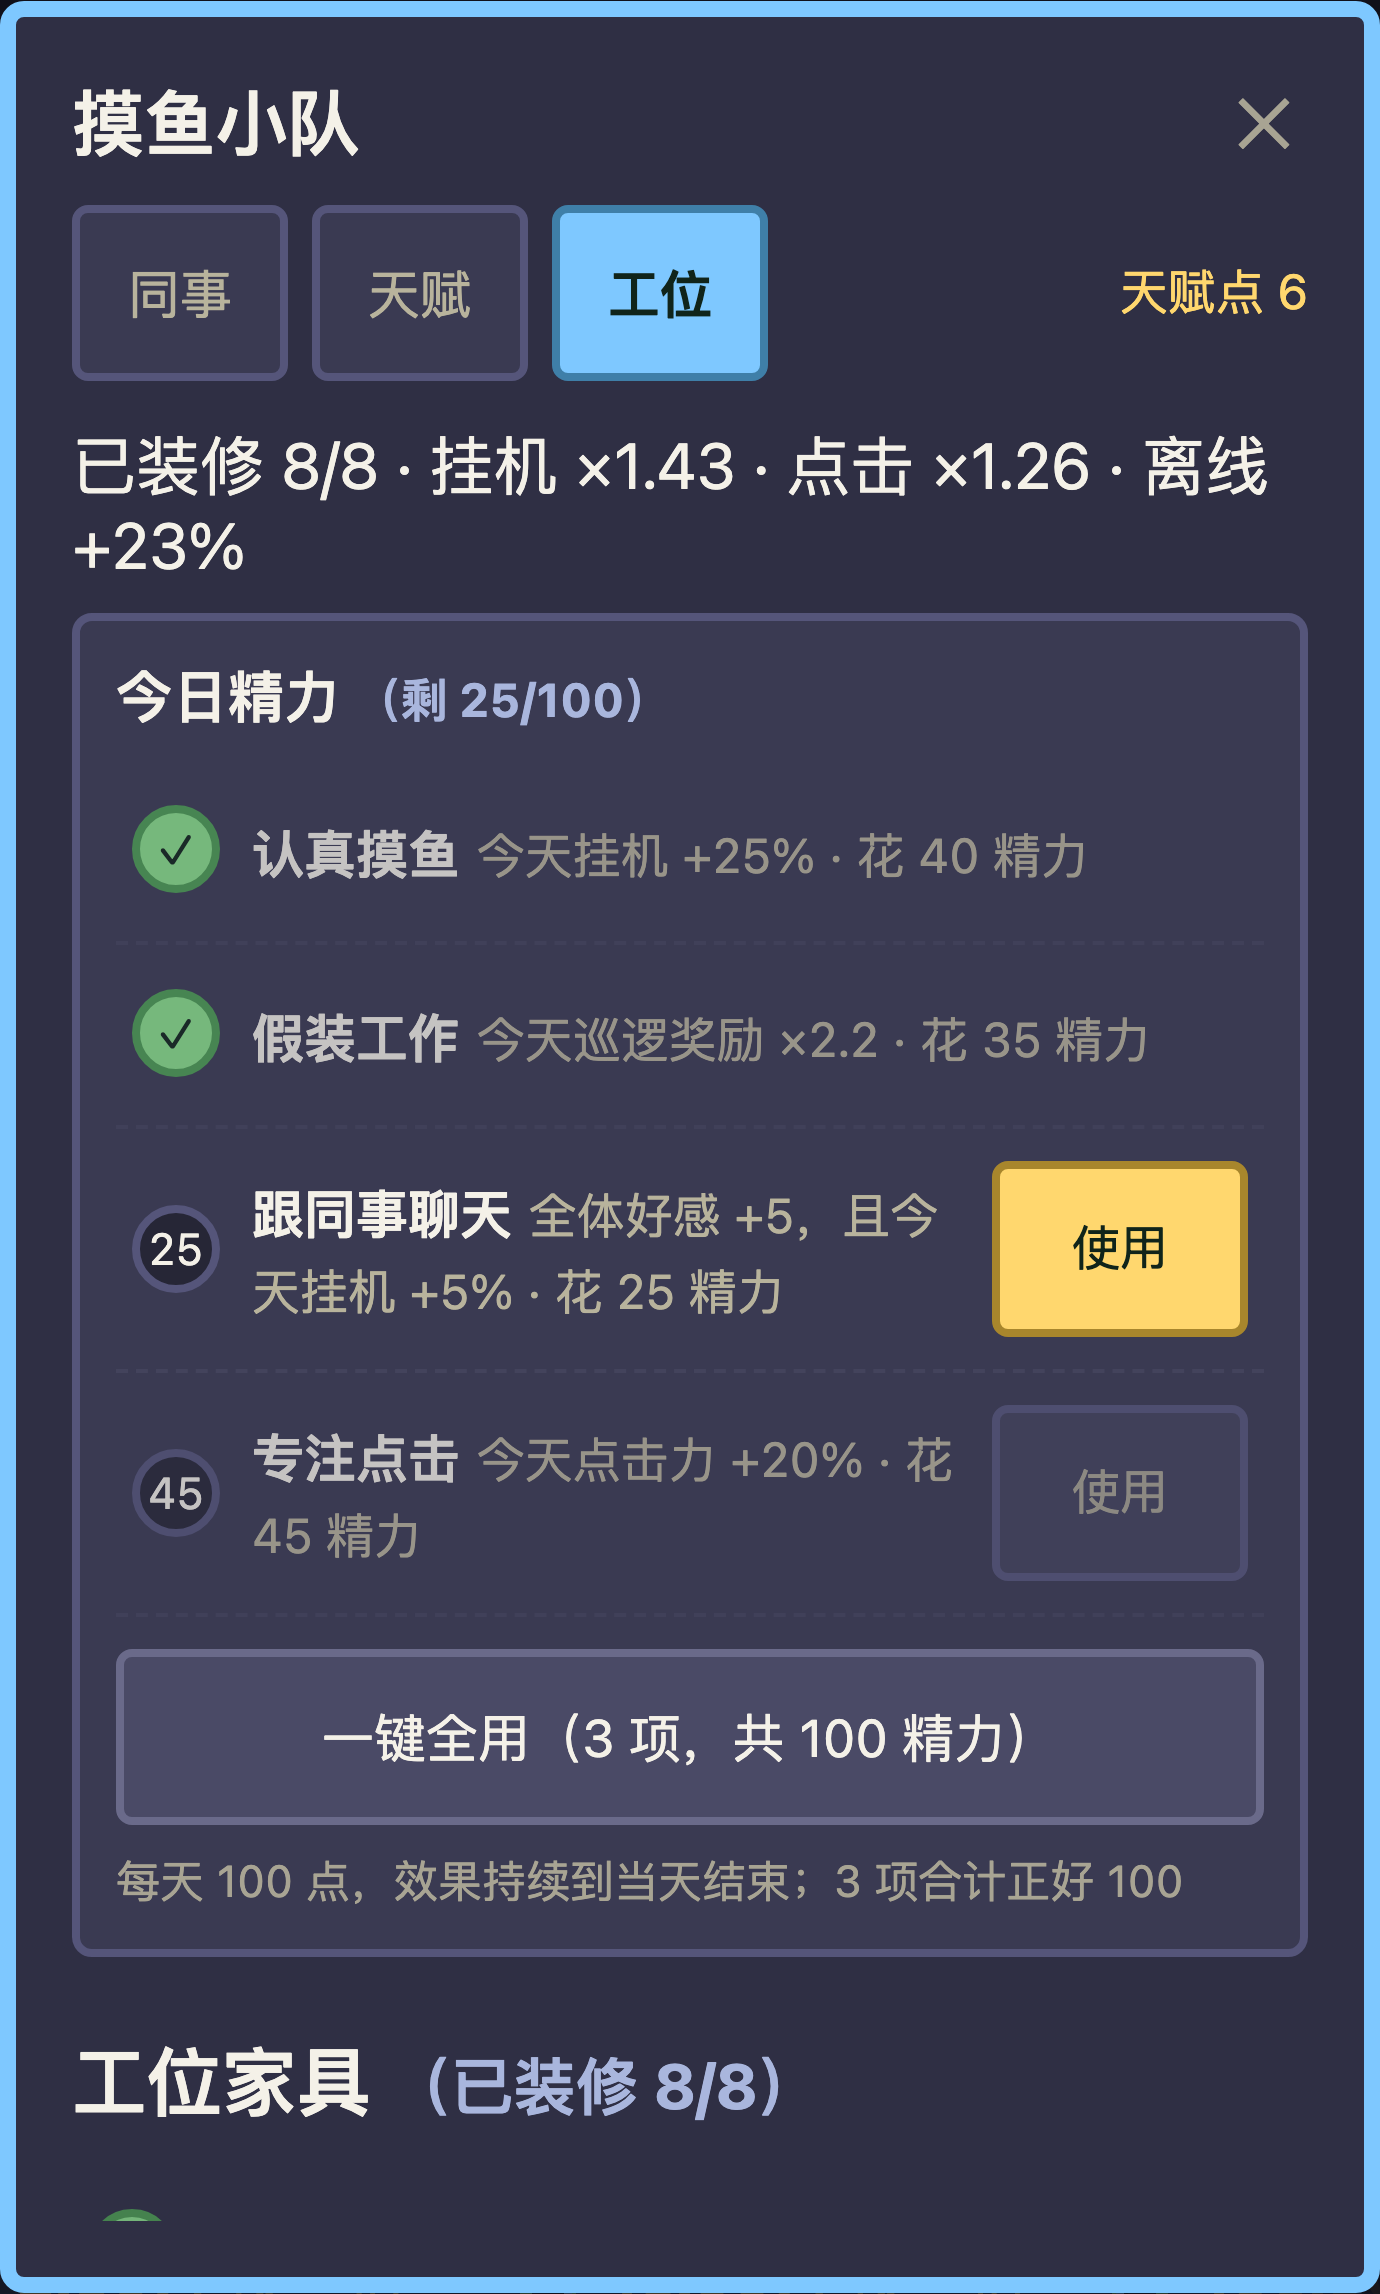 摸鱼小队
同事
天赋
工位
天赋点 6
已装修 8/8 · 挂机 ×1.43 · 点击 ×1.26 · 离线
+23%
今日精力 （剩 25/100）
认真摸鱼 今天挂机 +25% · 花 40 精力
假装工作 今天巡逻奖励 ×2.2 · 花 35 精力
25
跟同事聊天 全体好感 +5，且今
天挂机 +5% · 花 25 精力
使用
45
专注点击 今天点击力 +20% · 花
45 精力
使用
一键全用（3 项，共 100 精力）
每天 100 点，效果持续到当天结束；3 项合计正好 100
工位家具 （已装修 8/8）